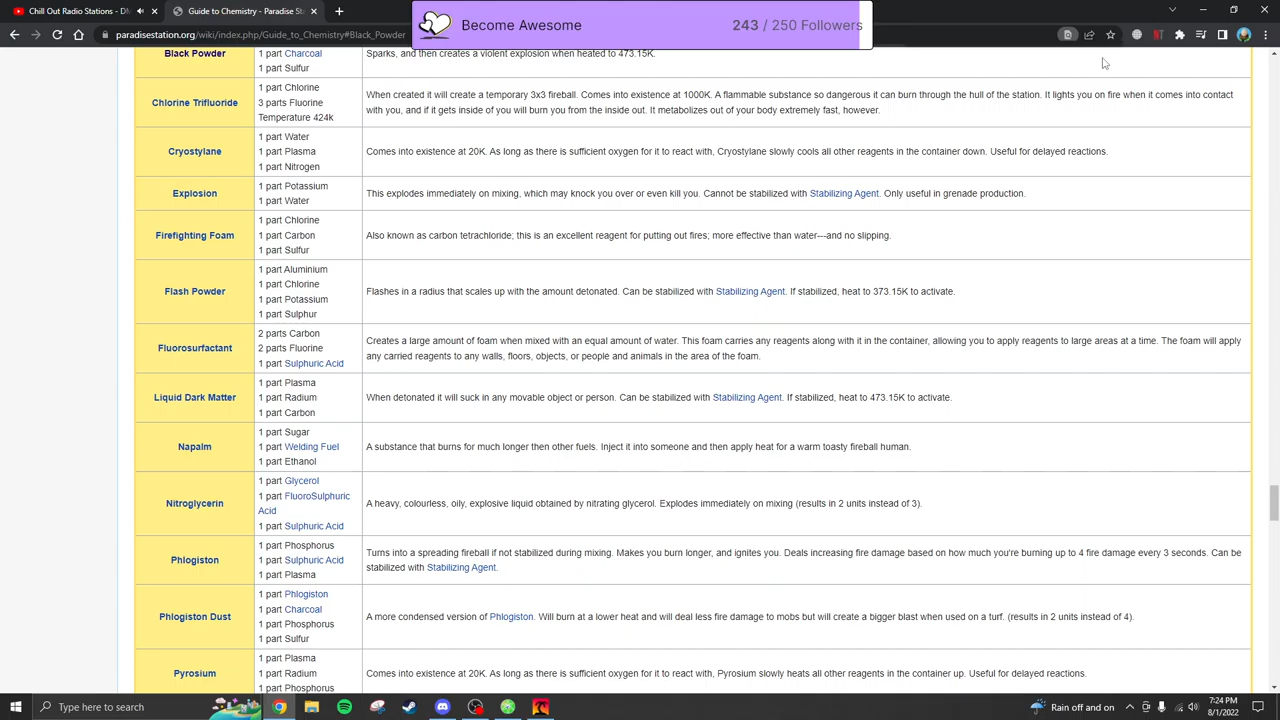 Become Awesome
243 / 250 Followers
Chill Out Radio Stations - D
Guide to Chemistry - Paradis
paradisestation.org/wiki/index.php/Guide_to_Chemistry#Black_Powder
Black Powder
1 part Charcoal
1 part Sulfur
Sparks, and then creates a violent explosion when heated to 473.15K.
Chlorine Trifluoride
1 part Chlorine
3 parts Fluorine
Temperature 424k
When created it will create a temporary 3x3 fireball. Comes into existence at 1000K. A flammable substance so dangerous it can burn through the hull of the station. It lights you on fire when it comes into contact
with you, and if it gets inside of you will burn you from the inside out. It metabolizes out of your body extremely fast, however.
Cryostylane
1 part Water
1 part Plasma
1 part Nitrogen
Comes into existence at 20K. As long as there is sufficient oxygen for it to react with, Cryostylane slowly cools all other reagents in the container down. Useful for delayed reactions.
Explosion
1 part Potassium
1 part Water
This explodes immediately on mixing, which may knock you over or even kill you. Cannot be stabilized with Stabilizing Agent. Only useful in grenade production.
Firefighting Foam
1 part Chlorine
1 part Carbon
1 part Sulfur
Also known as carbon tetrachloride; this is an excellent reagent for putting out fires; more effective than water---and no slipping.
Flash Powder
1 part Aluminium
1 part Chlorine
1 part Potassium
1 part Sulphur
Flashes in a radius that scales up with the amount detonated. Can be stabilized with Stabilizing Agent. If stabilized, heat to 373.15K to activate.
Fluorosurfactant
2 parts Carbon
2 parts Fluorine
1 part Sulphuric Acid
Creates a large amount of foam when mixed with an equal amount of water. This foam carries any reagents along with it in the container, allowing you to apply reagents to large areas at a time. The foam will apply
any carried reagents to any walls, floors, objects, or people and animals in the area of the foam.
Liquid Dark Matter
1 part Plasma
1 part Radium
1 part Carbon
When detonated it will suck in any movable object or person. Can be stabilized with Stabilizing Agent. If stabilized, heat to 473.15K to activate.
Napalm
1 part Sugar
1 part Welding Fuel
1 part Ethanol
A substance that burns for much longer then other fuels. Inject it into someone and then apply heat for a warm toasty fireball human.
Nitroglycerin
1 part Glycerol
1 part FluoroSulphuric
Acid
1 part Sulphuric Acid
A heavy, colourless, oily, explosive liquid obtained by nitrating glycerol. Explodes immediately on mixing (results in 2 units instead of 3).
Phlogiston
1 part Phosphorus
1 part Sulphuric Acid
1 part Plasma
Turns into a spreading fireball if not stabilized during mixing. Makes you burn longer, and ignites you. Deals increasing fire damage based on how much you're burning up to 4 fire damage every 3 seconds. Can be
stabilized with Stabilizing Agent.
Phlogiston Dust
1 part Phlogiston
1 part Charcoal
1 part Phosphorus
1 part Sulfur
A more condensed version of Phlogiston. Will burn at a lower heat and will deal less fire damage to mobs but will create a bigger blast when used on a turf. (results in 2 units instead of 4).
Pyrosium
1 part Plasma
1 part Radium
1 part Phosphorus
Comes into existence at 20K. As long as there is sufficient oxygen for it to react with, Pyrosium slowly heats all other reagents in the container up. Useful for delayed reactions.
Type here to search
Rain off and on
7:24 PM
8/1/2022